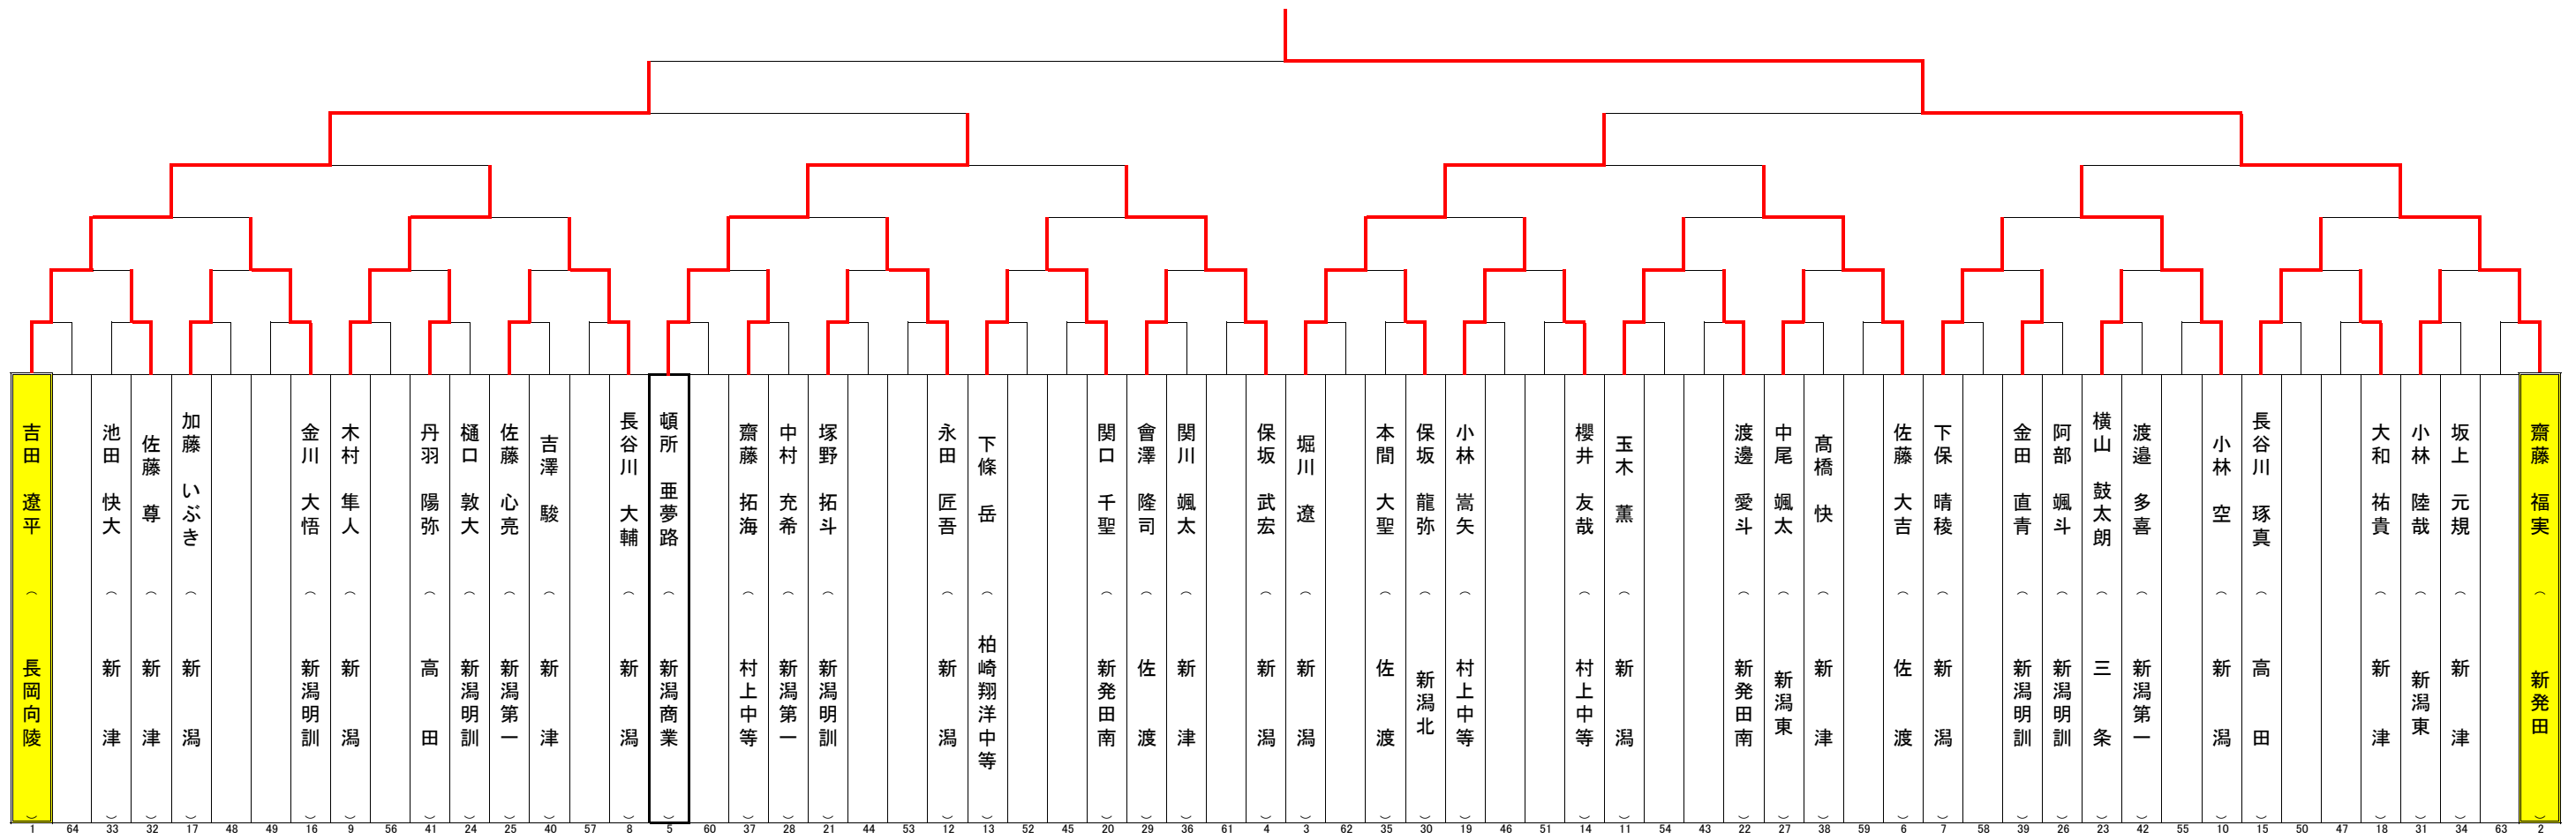 吉田 遼平 （ 長岡向陵 ） 1
64
池田 快大 （ 新津 ） 33
佐藤 尊 （ 新津 ） 32
加藤 いぶき （ 新潟 ） 17
48
49
金川 大悟 （ 新潟明訓 ） 16
木村 隼人 （ 新潟 ） 9
56
丹羽 陽弥 （ 高田 ） 41
樋口 敦大 （ 新潟明訓 ） 24
佐藤 心亮 （ 新潟第一 ） 25
吉澤 駿 （ 新津 ） 40
57
長谷川 大輔 （ 新潟 ） 8
頓所 亜夢路 （ 新潟商業 ） 5
60
齋藤 拓海 （ 村上中等 ） 37
中村 充希 （ 新潟第一 ） 28
塚野 拓斗 （ 新潟明訓 ） 21
44
53
永田 匠吾 （ 新潟 ） 12
下條 岳 （ 柏崎翔洋中等 ） 13
52
45
関口 千聖 （ 新発田南 ） 20
會澤 隆司 （ 佐渡 ） 29
関川 颯太 （ 新津 ） 36
61
保坂 武宏 （ 新潟 ） 4
堀川 遼 （ 新潟 ） 3
62
本間 大聖 （ 佐渡 ） 35
保坂 龍弥 （ 新潟北 ） 30
小林 嵩矢 （ 村上中等 ） 19
46
51
櫻井 友哉 （ 村上中等 ） 14
玉木 薫 （ 新潟 ） 11
54
43
渡邊 愛斗 （ 新発田南 ） 22
中尾 颯太 （ 新潟東 ） 27
髙橋 快 （ 新津 ） 38
59
佐藤 大吉 （ 佐渡 ） 6
下保 晴稜 （ 新潟 ） 7
58
金田 直青 （ 新潟明訓 ） 39
阿部 颯斗 （ 新潟明訓 ） 26
横山 鼓太朗 （ 三条 ） 23
渡邉 多喜 （ 新潟第一 ） 42
55
小林 空 （ 新潟 ） 10
長谷川 琢真 （ 高田 ） 15
50
47
大和 祐貴 （ 新津 ） 18
小林 陸哉 （ 新潟東 ） 31
坂上 元規 （ 新津 ） 34
63
齋藤 福実 （ 新発田 ） 2